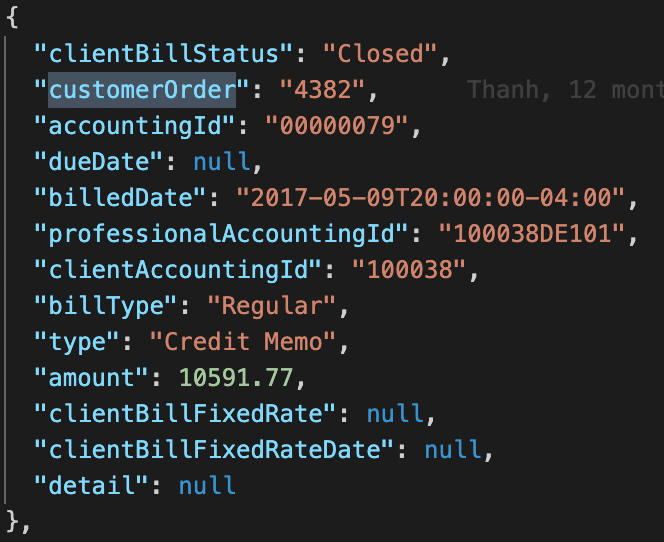 {
"clientBillStatus": "Closed",
"customerOrder": "4382", Thanh, 12
"accountingId": "00000079",
"dueDate": null,
"billedDate": "2017-05-09T20:00:00-04:00",
"professionalAccountingId": "100038DE101",
"clientAccountingId": "100038",
"billType": "Regular",
"type": "Credit Memo",
"amount": 10591.77,
"clientBillFixedRate": null,
"clientBillFixedRateDate": null,
"detail": null
},